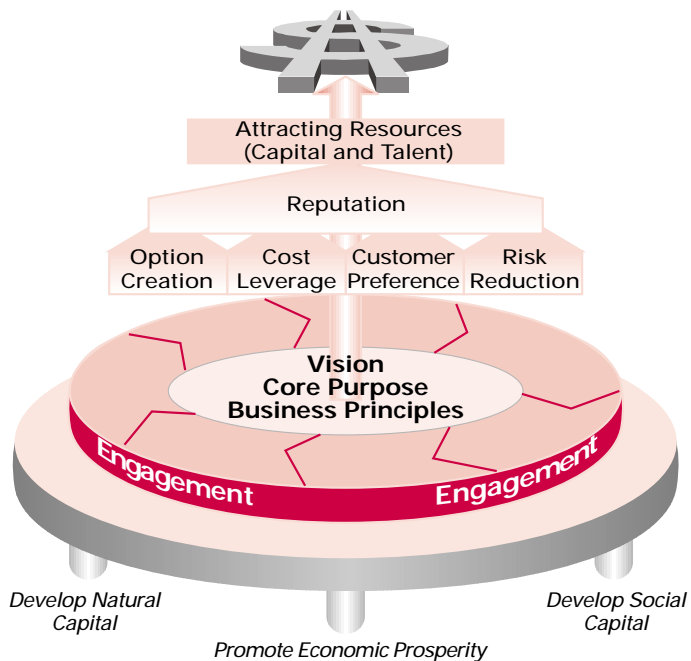 $
Attracting Resources
(Capital and Talent)
Reputation
Option
Creation
Cost
Leverage
Customer
Preference
Risk
Reduction
Vision
Core Purpose
Business Principles
Engagement
Engagement
Develop Natural
Capital
Promote Economic Prosperity
Develop Social
Capital